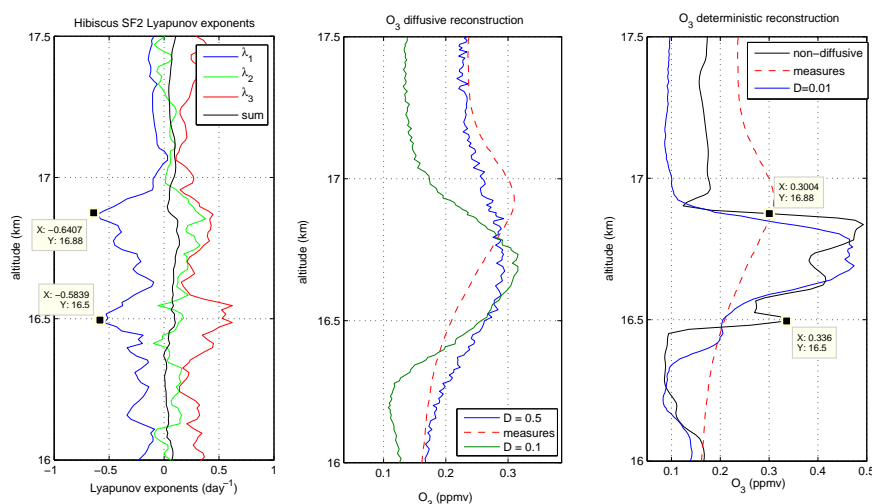 Hibiscus SF2 Lyapunov exponents
17.5
17
16.5
16
altitude (km)
λ1
λ2
λ3
sum
X: −0.6407
Y: 16.88
X: −0.5839
Y: 16.5
−1
−0.5
0
0.5
1
Lyapunov exponents (day−1)
O3 diffusive reconstruction
17.5
17
16.5
16
altitude (km)
D = 0.5
measures
D = 0.1
0.1
0.2
0.3
O3 (ppmv)
O3 deterministic reconstruction
17.5
17
16.5
16
altitude (km)
non−diffusive
measures
D=0.01
X: 0.3004
Y: 16.88
X: 0.336
Y: 16.5
0.1
0.2
0.3
0.4
0.5
O3 (ppmv)